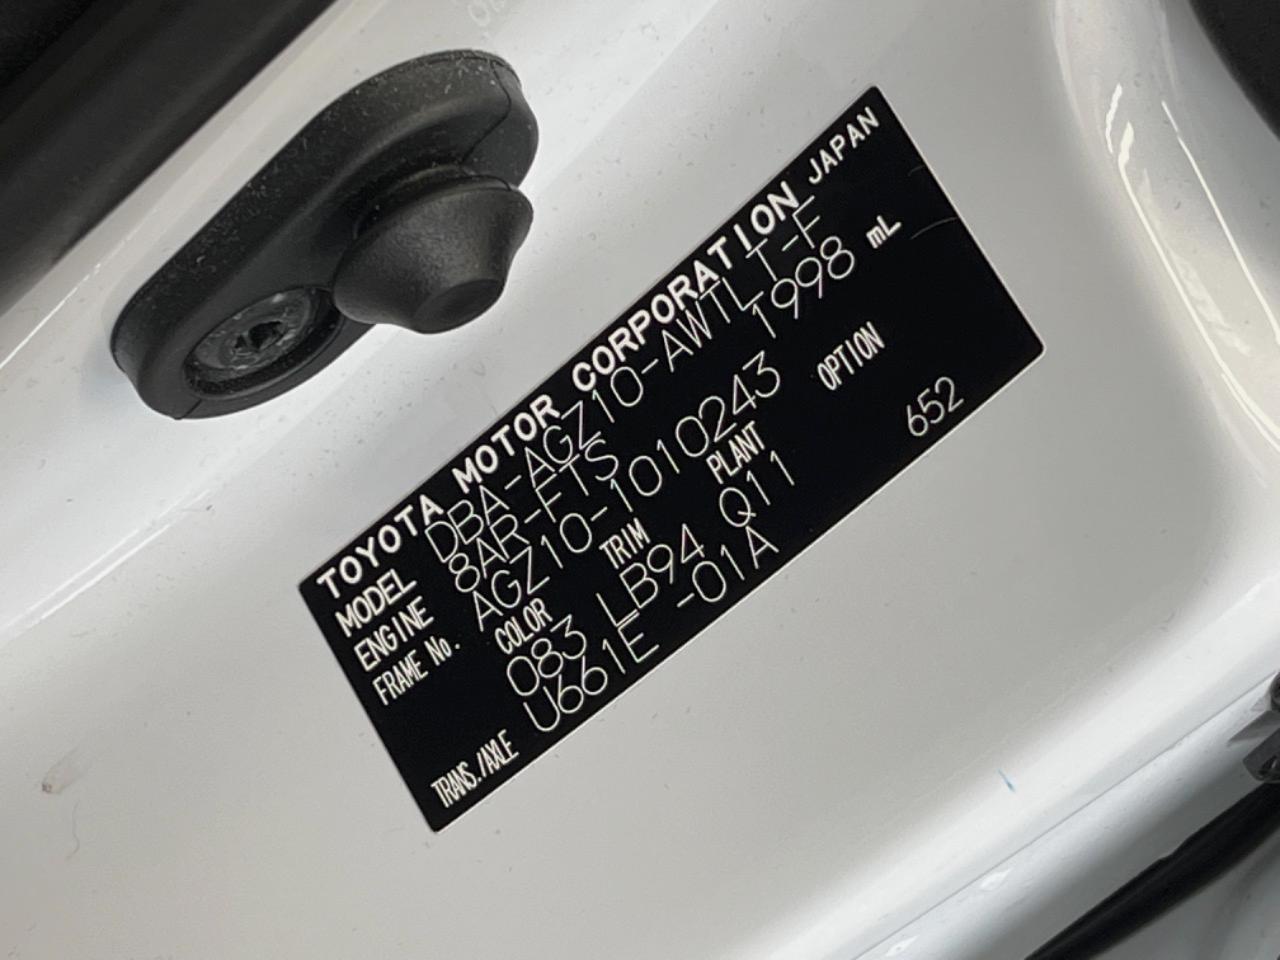 TOYOTA MOTOR CORPORATION JAPAN
MODEL DBA-AGZ10-AWTLT-F
ENGINE 8AR-FTS 1998 mL
FRAME No. AGZ10-1010243
COLOR TRIM PLANT OPTION
083 LB94 Q11 652
TRANS./AXLE U661E -01A